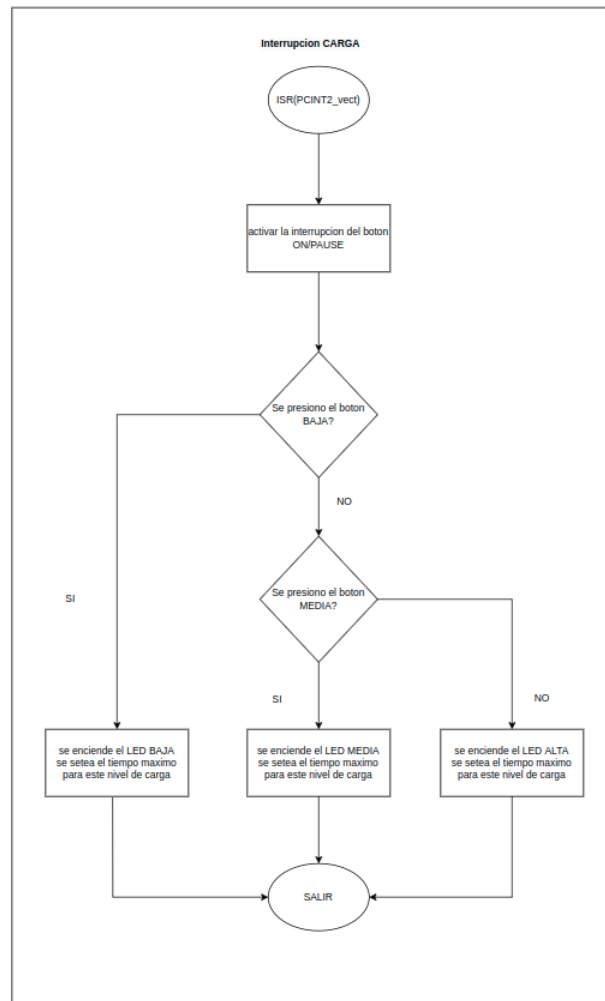 Interrupcion CARGA
ISR(PCINT2_vect)
activar la interrupcion del boton
ON/PAUSE
Se presiono el boton
BAJA?
NO
Se presiono el boton
MEDIA?
SI
SI
NO
se enciende el LED BAJA
se setea el tiempo maximo
para este nivel de carga
se enciende el LED MEDIA
se setea el tiempo maximo
para este nivel de carga
se enciende el LED ALTA
se setea el tiempo maximo
para este nivel de carga
SALIR